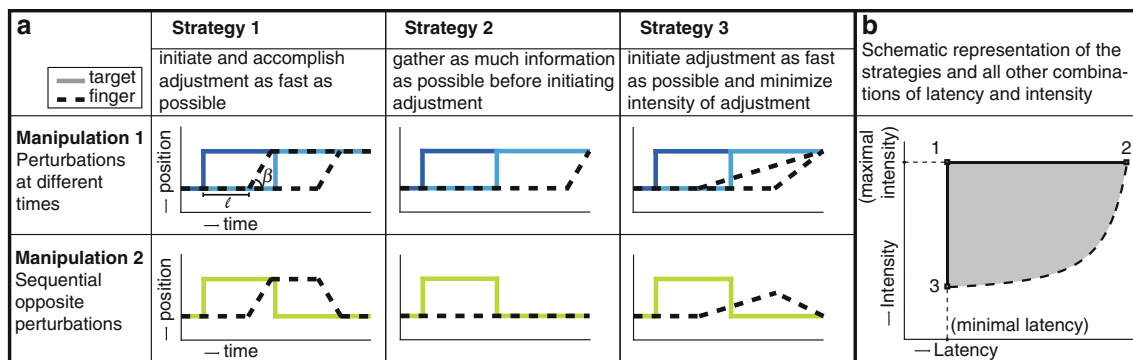 a
target
finger
Strategy 1
initiate and accomplish
adjustment as fast as
possible
Strategy 2
gather as much information
as possible before initiating
adjustment
Strategy 3
initiate adjustment as fast
as possible and minimize
intensity of adjustment
Manipulation 1
Perturbations
at different
times
— position
β
ℓ
— time
Manipulation 2
Sequential
opposite
perturbations
— position
— time
b
Schematic representation of the
strategies and all other combina-
tions of latency and intensity
1
2
3
(maximal
intensity)
— Intensity
(minimal latency)
— Latency